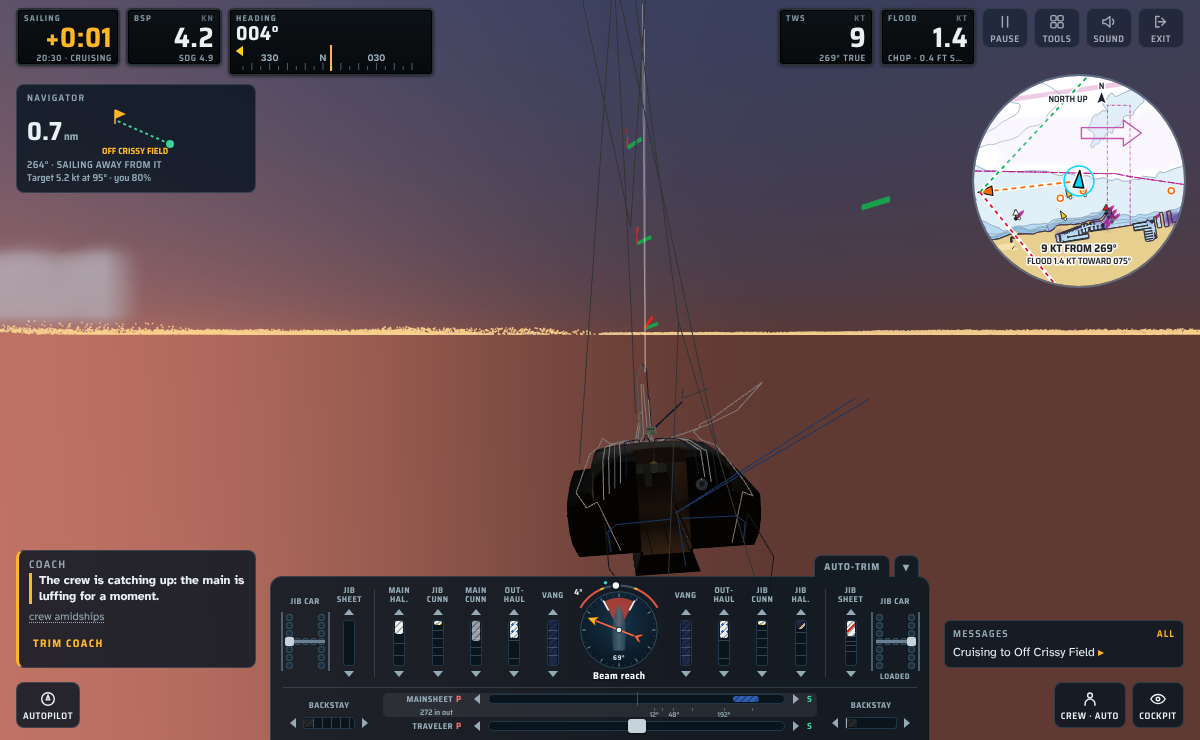 SAILING
+0:01
20:30 · CRUISING
BSP KN
4.2
SOG 4.9
HEADING
004°
330 N 030
TWS KT
9
269° TRUE
FLOOD KT
1.4
CHOP · 0.4 FT S…
PAUSE
TOOLS
SOUND
EXIT
NAVIGATOR
0.7 nm
OFF CRISSY FIELD
264° · SAILING AWAY FROM IT
Target 5.2 kt at 95° · you 80%
NORTH UP
N
9 KT FROM 269°
FLOOD 1.4 KT TOWARD 075°
COACH
The crew is catching up: the main is
luffing for a moment.
crew amidships
TRIM COACH
AUTOPILOT
AUTO-TRIM ▼
JIB CAR
JIB SHEET
MAIN HAL.
JIB CUNN
MAIN CUNN
OUT-HAUL
VANG
4°
69°
Beam reach
VANG
OUT-HAUL
MAIN CUNN
JIB CUNN
JIB HAL.
JIB SHEET
JIB CAR
LOADED
BACKSTAY
MAINSHEET P S
272 in out
12° 48° 192°
TRAVELER P S
BACKSTAY
MESSAGES ALL
Cruising to Off Crissy Field ▸
CREW · AUTO
COCKPIT